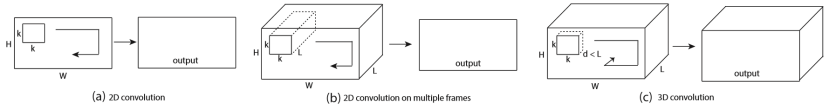 k
k
H
W
output
(a) 2D convolution
k
k
L
H
W
L
output
(b) 2D convolution on multiple frames
k
k
d < L
H
W
L
output
(c) 3D convolution